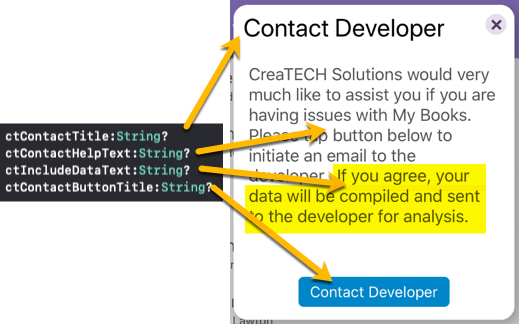 Contact Developer
CreaTECH Solutions would very
much like to assist you if you are
having issues with My Books.
Please tap button below to
initiate an email to the
developer. If you agree, your
data will be compiled and sent
to the developer for analysis.
Contact Developer
ctContactTitle:String?
ctContactHelpText:String?
ctIncludeDataText:String?
ctContactButtonTitle:String?